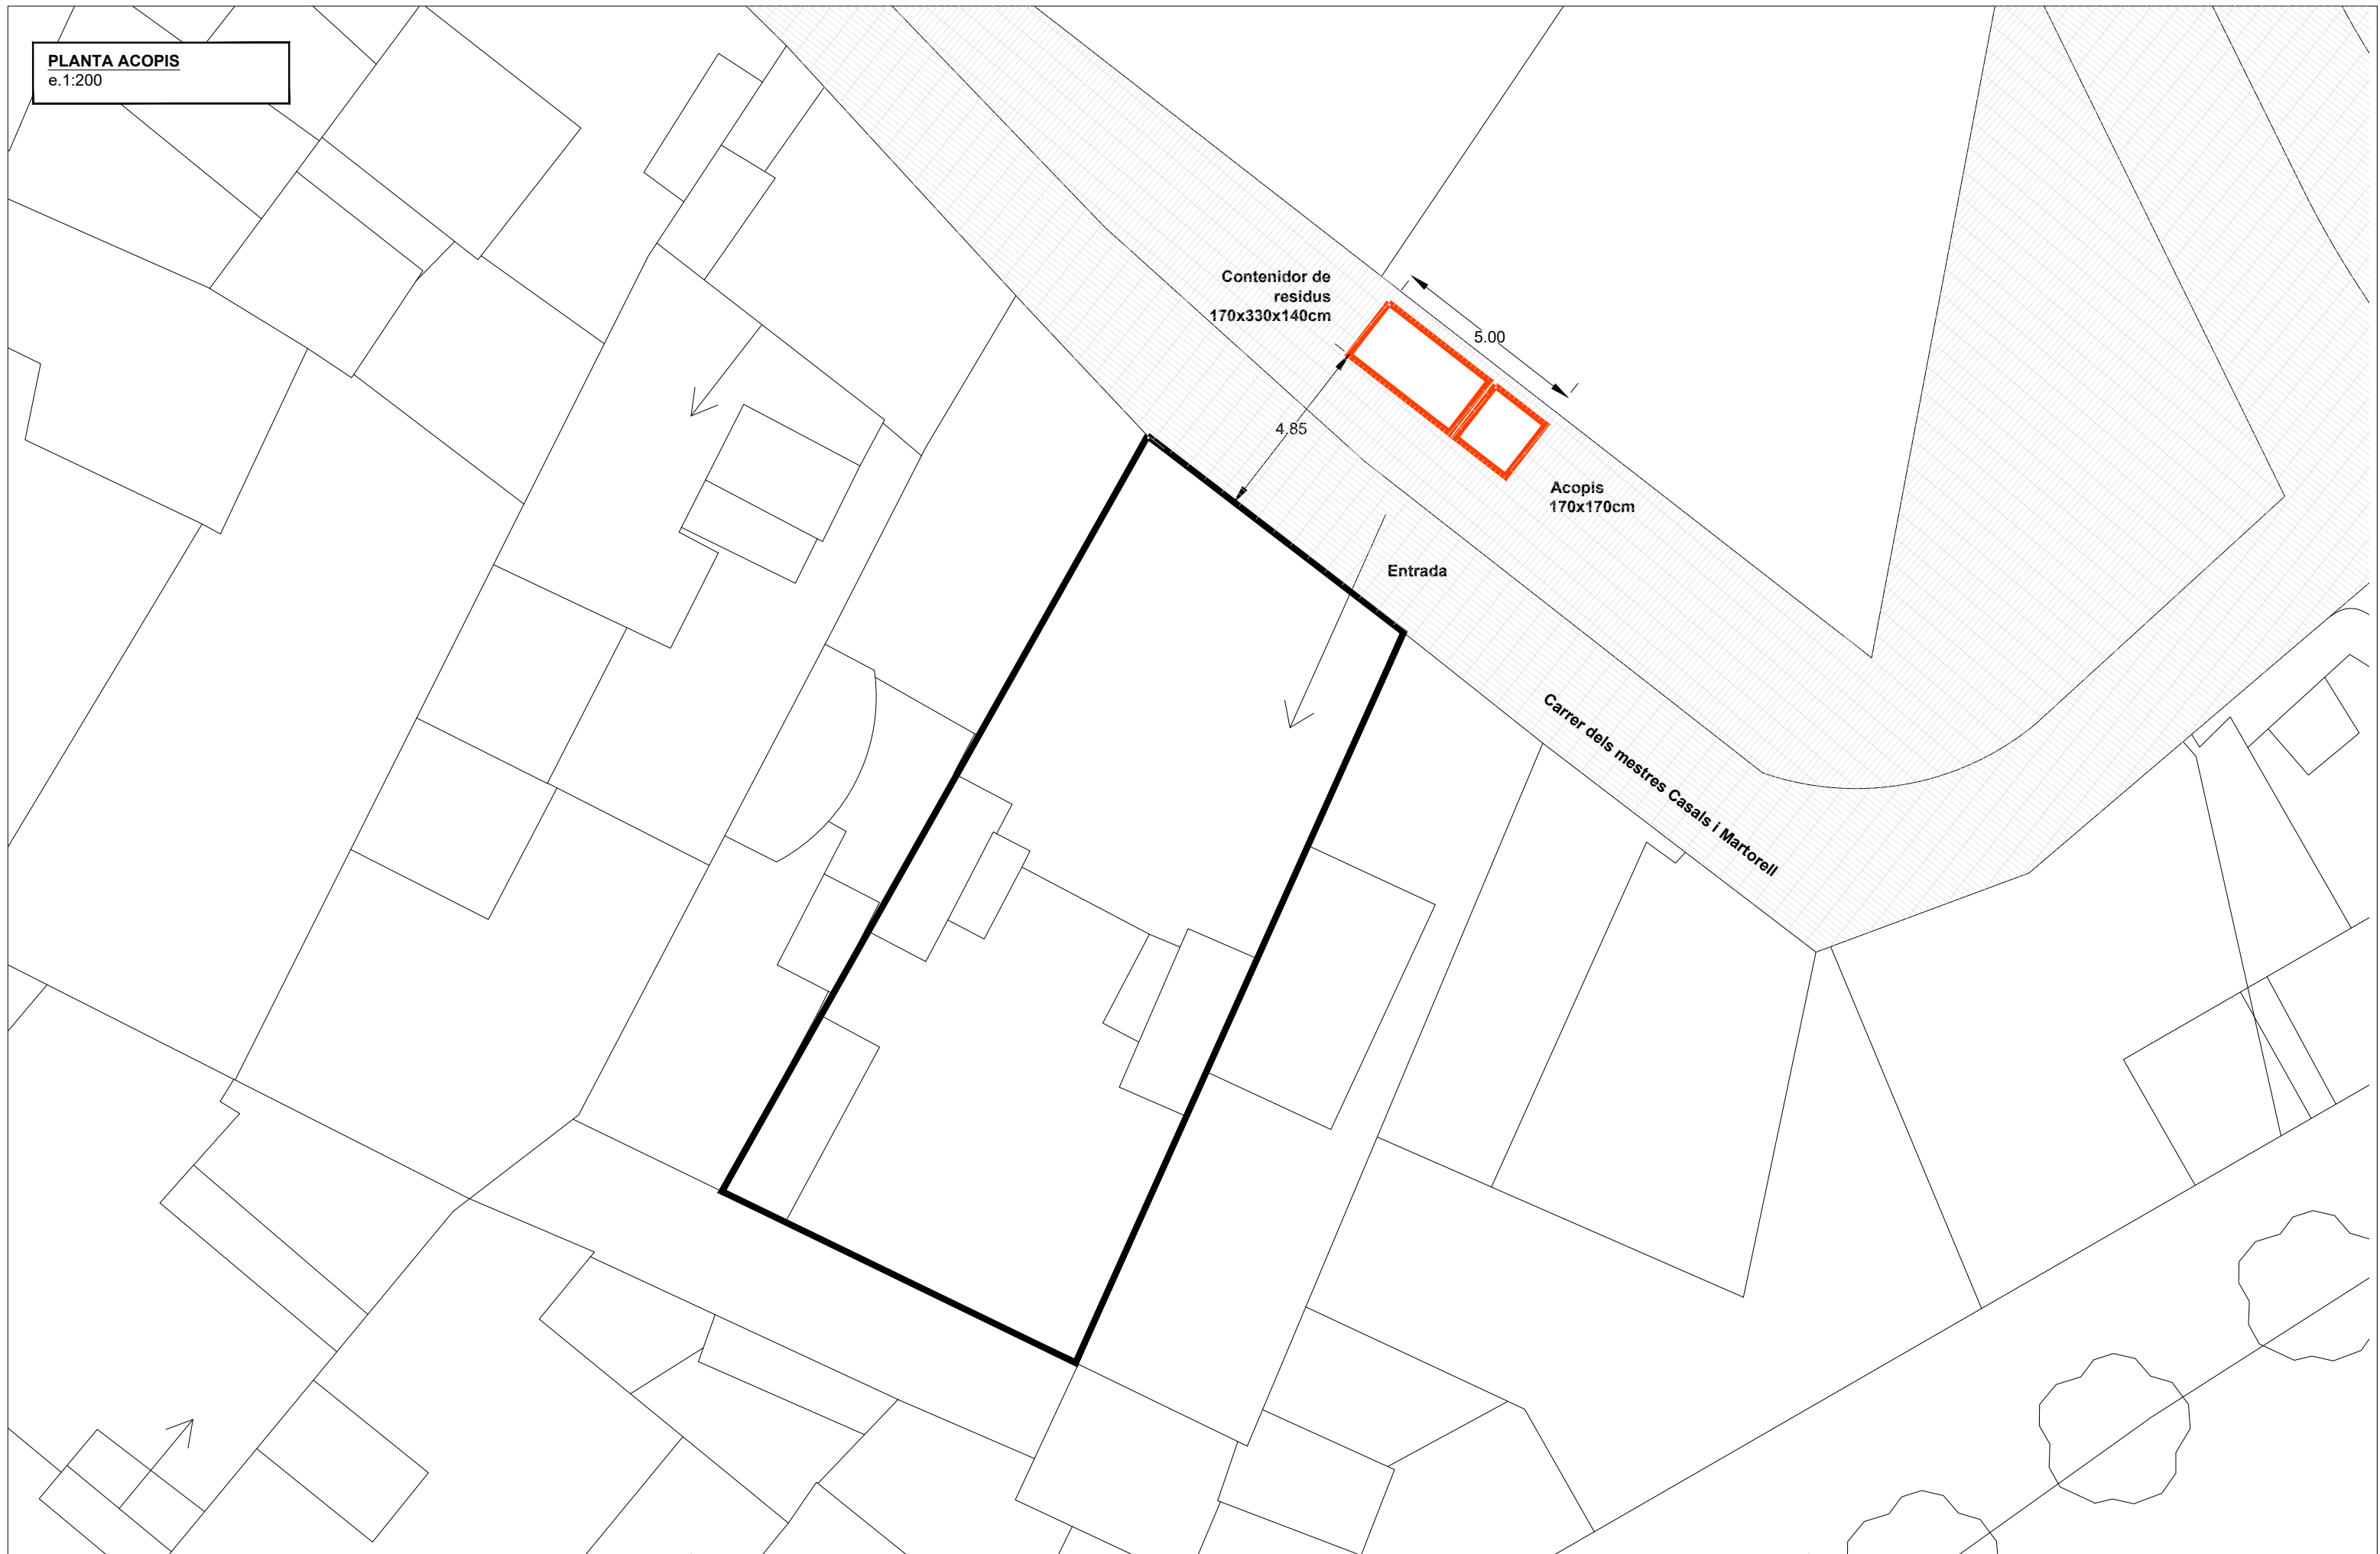 PLANTA ACOPIS
e.1:200
Contenidor de
residus
170x330x140cm
5.00
4.85
Acopis
170x170cm
Entrada
Carrer dels mestres Casals i Martorell